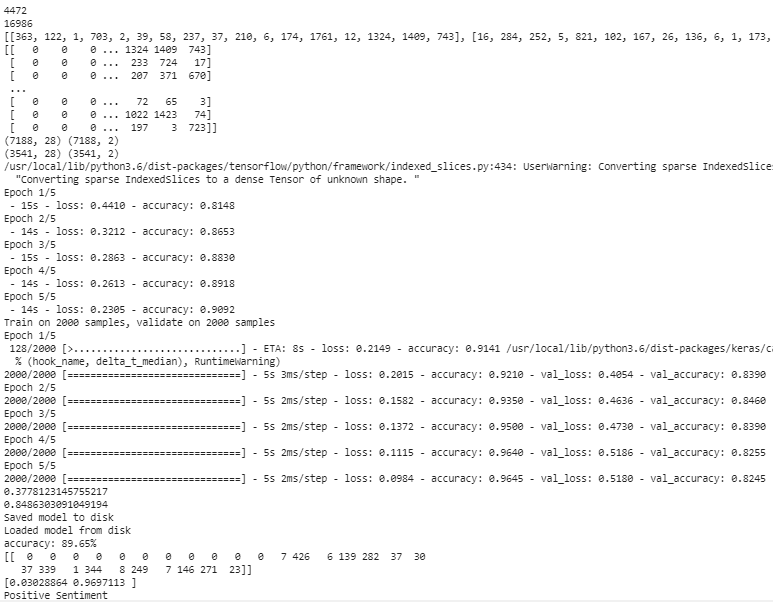 4472
16986
[[363, 122, 1, 703, 2, 39, 58, 237, 37, 210, 6, 174, 1761, 12, 1324, 1409, 743], [16, 284, 252, 5, 821, 102, 167, 26, 136, 6, 1, 173,
[[   0    0    0 ... 1324 1409  743]
 [   0    0    0 ...  233  724   17]
 [   0    0    0 ...  207  371  670]
 ...
 [   0    0    0 ...   72   65    3]
 [   0    0    0 ... 1022 1423   74]
 [   0    0    0 ...  197    3  723]]
(7188, 28) (7188, 2)
(3541, 28) (3541, 2)
/usr/local/lib/python3.6/dist-packages/tensorflow/python/framework/indexed_slices.py:434: UserWarning: Converting sparse IndexedSlices
  "Converting sparse IndexedSlices to a dense Tensor of unknown shape. "
Epoch 1/5
 - 15s - loss: 0.4410 - accuracy: 0.8148
Epoch 2/5
 - 14s - loss: 0.3212 - accuracy: 0.8653
Epoch 3/5
 - 15s - loss: 0.2863 - accuracy: 0.8830
Epoch 4/5
 - 14s - loss: 0.2613 - accuracy: 0.8918
Epoch 5/5
 - 14s - loss: 0.2305 - accuracy: 0.9092
Train on 2000 samples, validate on 2000 samples
Epoch 1/5
 128/2000 [>.............................] - ETA: 8s - loss: 0.2149 - accuracy: 0.9141 /usr/local/lib/python3.6/dist-packages/keras/ca
  % (hook_name, delta_t_median), RuntimeWarning)
2000/2000 [==============================] - 5s 3ms/step - loss: 0.2015 - accuracy: 0.9210 - val_loss: 0.4054 - val_accuracy: 0.8390
Epoch 2/5
2000/2000 [==============================] - 5s 2ms/step - loss: 0.1582 - accuracy: 0.9350 - val_loss: 0.4636 - val_accuracy: 0.8460
Epoch 3/5
2000/2000 [==============================] - 5s 2ms/step - loss: 0.1372 - accuracy: 0.9500 - val_loss: 0.4730 - val_accuracy: 0.8390
Epoch 4/5
2000/2000 [==============================] - 5s 2ms/step - loss: 0.1115 - accuracy: 0.9640 - val_loss: 0.5186 - val_accuracy: 0.8255
Epoch 5/5
2000/2000 [==============================] - 5s 2ms/step - loss: 0.0984 - accuracy: 0.9645 - val_loss: 0.5180 - val_accuracy: 0.8245
0.3778123145755217
0.8486303091049194
Saved model to disk
Loaded model from disk
accuracy: 89.65%
[[  0   0   0   0   0   0   0   0   0   0   0   7 426   6 139 282  37  30
   37 339   1 344   8 249   7 146 271  23]]
[0.03028864 0.9697113 ]
Positive Sentiment